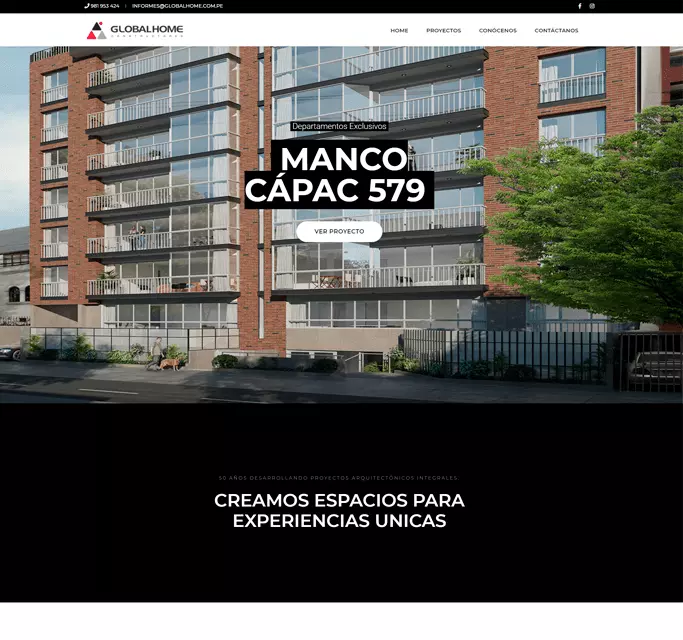 981 953 424 | INFORMES@GLOBALHOME.COM.PE
GLOBALHOME
CONSTRUCTORES
HOME PROYECTOS CONÓCENOS CONTÁCTANOS
Departamentos Exclusivos
MANCO
CÁPAC 579
VER PROYECTO
50 AÑOS DESARROLLANDO PROYECTOS ARQUITECTÓNICOS INTEGRALES
CREAMOS ESPACIOS PARA
EXPERIENCIAS UNICAS